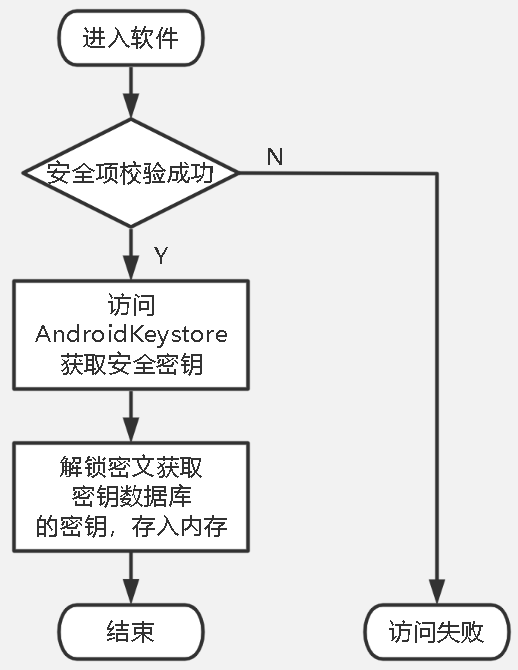 进入软件
安全项校验成功
N
Y
访问
AndroidKeystore
获取安全密钥
解锁密文获取
密钥数据库
的密钥，存入内存
结束
访问失败